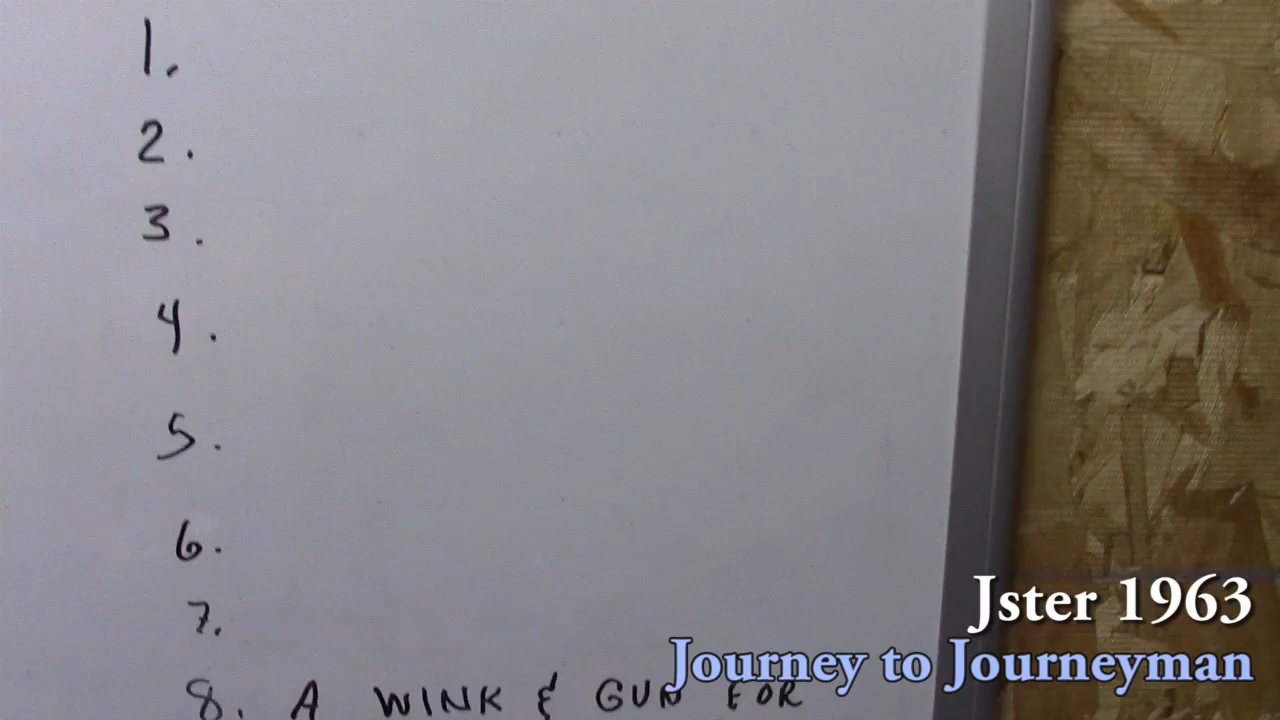 1.
2.
3.
4.
5.
6.
7.
8. A WINK & GUN FOR
Jster 1963
Journey to Journeyman